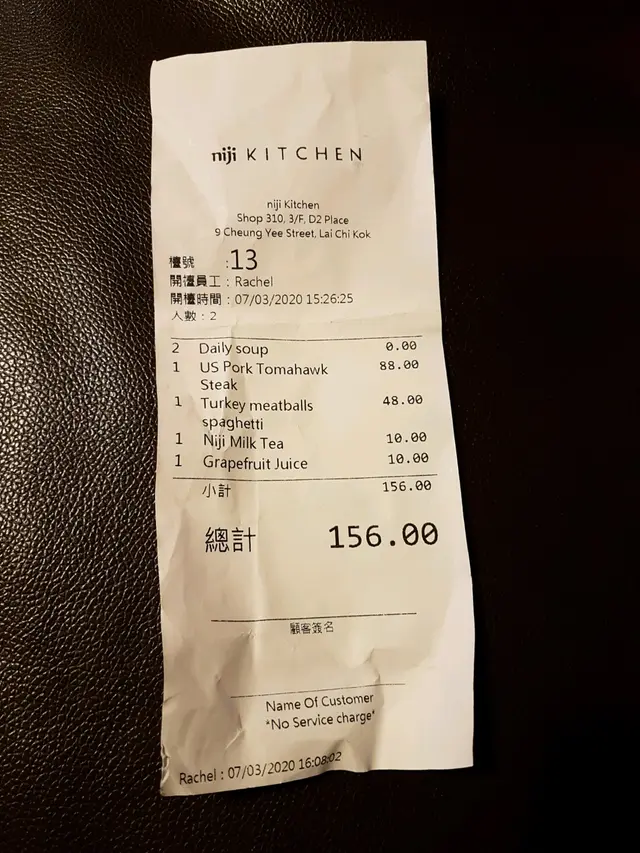 niji KITCHEN
niji Kitchen
Shop 310, 3/F, D2 Place
9 Cheung Yee Street, Lai Chi Kok
檯號 :13
開檯員工 : Rachel
開檯時間 : 07/03/2020 15:26:25
人數 : 2
2 Daily soup 0.00
1 US Pork Tomahawk 88.00
Steak
1 Turkey meatballs 48.00
spaghetti
1 Niji Milk Tea 10.00
1 Grapefruit Juice 10.00
小計 156.00
總計 156.00
顧客簽名
Name Of Customer
*No Service charge*
Rachel : 07/03/2020 16:08:02